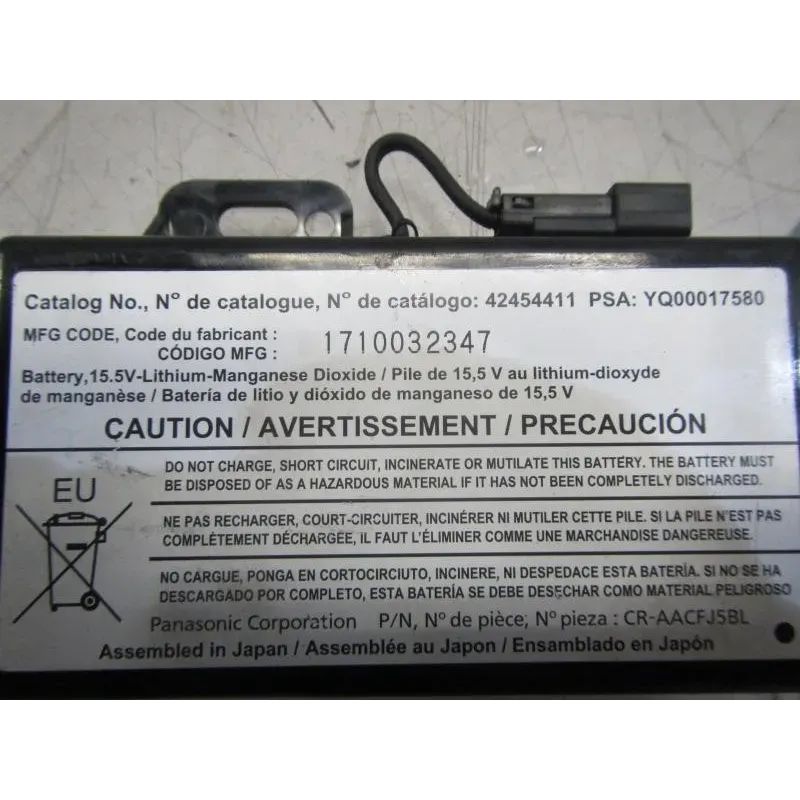 Catalog No., N° de catalogue, N° de catálogo: 42454411 PSA: YQ00017580
MFG CODE, Code du fabricant :
CÓDIGO MFG : 1710032347
Battery,15.5V-Lithium-Manganese Dioxide / Pile de 15,5 V au lithium-dioxyde
de manganèse / Batería de litio y dióxido de manganeso de 15,5 V
CAUTION / AVERTISSEMENT / PRECAUCIÓN
EU
DO NOT CHARGE, SHORT CIRCUIT, INCINERATE OR MUTILATE THIS BATTERY. THE BATTERY MUST
BE DISPOSED OF AS A HAZARDOUS MATERIAL IF IT HAS NOT BEEN COMPLETELY DISCHARGED.
NE PAS RECHARGER, COURT-CIRCUITER, INCINÉRER NI MUTILER CETTE PILE. SI LA PILE N'EST PAS
COMPLÈTEMENT DÉCHARGÉE, IL FAUT L'ÉLIMINER COMME UNE MARCHANDISE DANGEREUSE.
NO CARGUE, PONGA EN CORTOCIRCIUTO, INCINERE, NI DESPEDACE ESTA BATERÍA. SI NO SE HA
DESCARGADO POR COMPLETO, ESTA BATERÍA SE DEBE DESECHAR COMO MATERIAL PELIGROSO
Panasonic Corporation P/N, N° de pièce, N° pieza : CR-AACFJ5BL
Assembled in Japan / Assemblée au Japon / Ensamblado en Japón